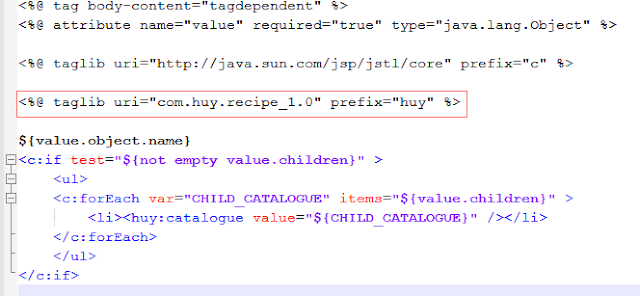 <%@ tag body-content="tagdependent" %>
<%@ attribute name="value" required="true" type="java.lang.Object" %>
<%@ taglib uri="http://java.sun.com/jsp/jstl/core" prefix="c" %>
<%@ taglib uri="com.huy.recipe_1.0" prefix="huy" %>
${value.object.name}
<c:if test="${not empty value.children}" >
<ul>
<c:forEach var="CHILD_CATALOGUE" items="${value.children}" >
<li><huy:catalogue value="${CHILD_CATALOGUE}" /></li>
</c:forEach>
</ul>
</c:if>